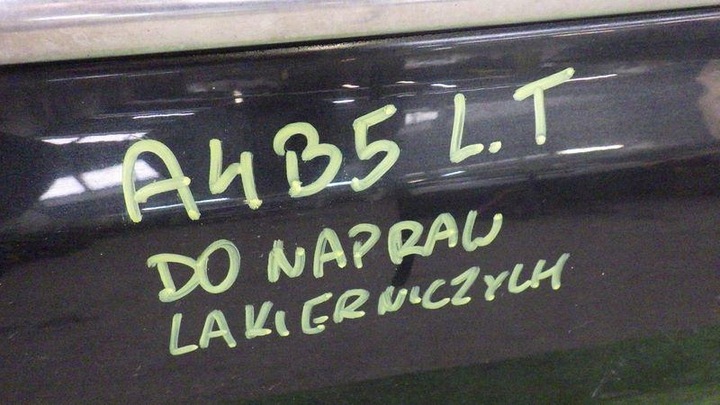 A4B5 L.T
DO NAPRAW
LAKIERNICZYCH